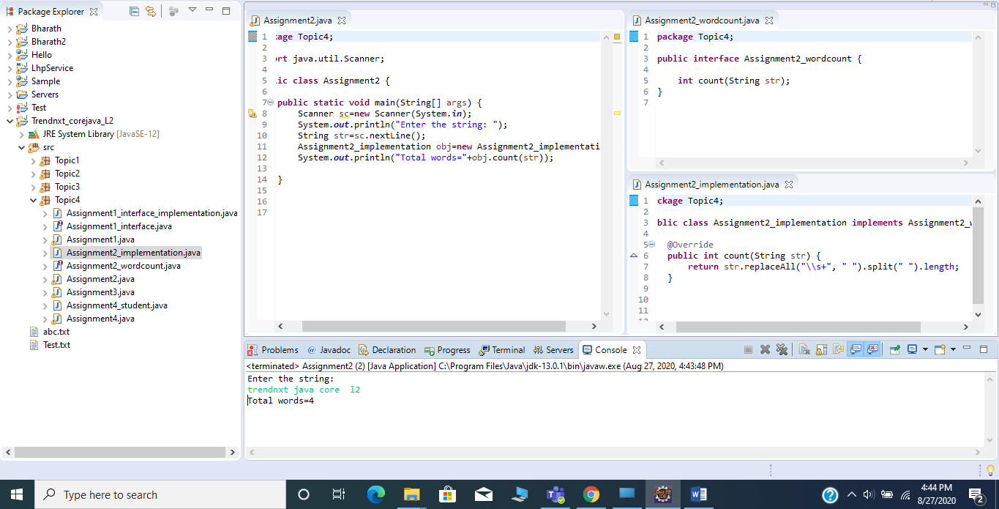 Package Explorer
Bharath
Bharath2
Hello
LhpService
Sample
Servers
Test
Trendnxt_corejava_L2
JRE System Library [JavaSE-12]
src
Topic1
Topic2
Topic3
Topic4
Assignment1_interface_implementation.java
Assignment1_interface.java
Assignment1.java
Assignment2_implementation.java
Assignment2_wordcount.java
Assignment2.java
Assignment3.java
Assignment4_student.java
Assignment4.java
abc.txt
Test.txt
Assignment2.java
1 kage Topic4;
2
3 rt java.util.Scanner;
4
5 lic class Assignment2 {
6
7 public static void main(String[] args) {
8 Scanner sc=new Scanner(System.in);
9 System.out.println("Enter the string: ");
10 String str=sc.nextLine();
11 Assignment2_implementation obj=new Assignment2_implementati
12 System.out.println("Total words="+obj.count(str));
13
14 }
15
16
17
Assignment2_wordcount.java
1 package Topic4;
2
3 public interface Assignment2_wordcount {
4
5 int count(String str);
6 }
7
Assignment2_implementation.java
1 ckage Topic4;
2
3 blic class Assignment2_implementation implements Assignment2_w
4
5 @Override
6 public int count(String str) {
7 return str.replaceAll("\\s+", " ").split(" ").length;
8 }
9
10
11
12
Problems @ Javadoc Declaration Progress Terminal Servers Console
<terminated> Assignment2 (2) [Java Application] C:\Program Files\Java\jdk-13.0.1\bin\javaw.exe (Aug 27, 2020, 4:43:48 PM)
Enter the string:
trendnxt java core  l2
Total words=4
Type here to search
4:44 PM
8/27/2020
2